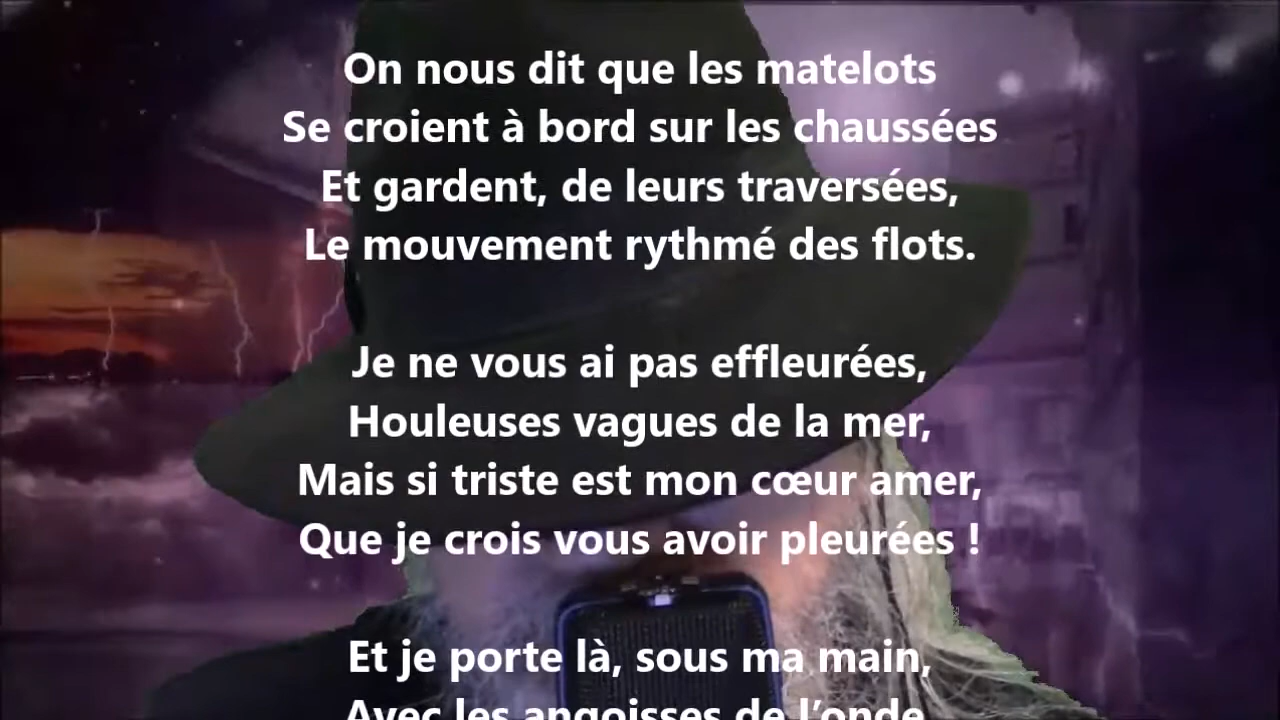 On nous dit que les matelots
Se croient à bord sur les chaussées
Et gardent, de leurs traversées,
Le mouvement rythmé des flots.
Je ne vous ai pas effleurées,
Houleuses vagues de la mer,
Mais si triste est mon cœur amer,
Que je crois vous avoir pleurées !
Et je porte là, sous ma main,
Avec les angoisses de l’onde